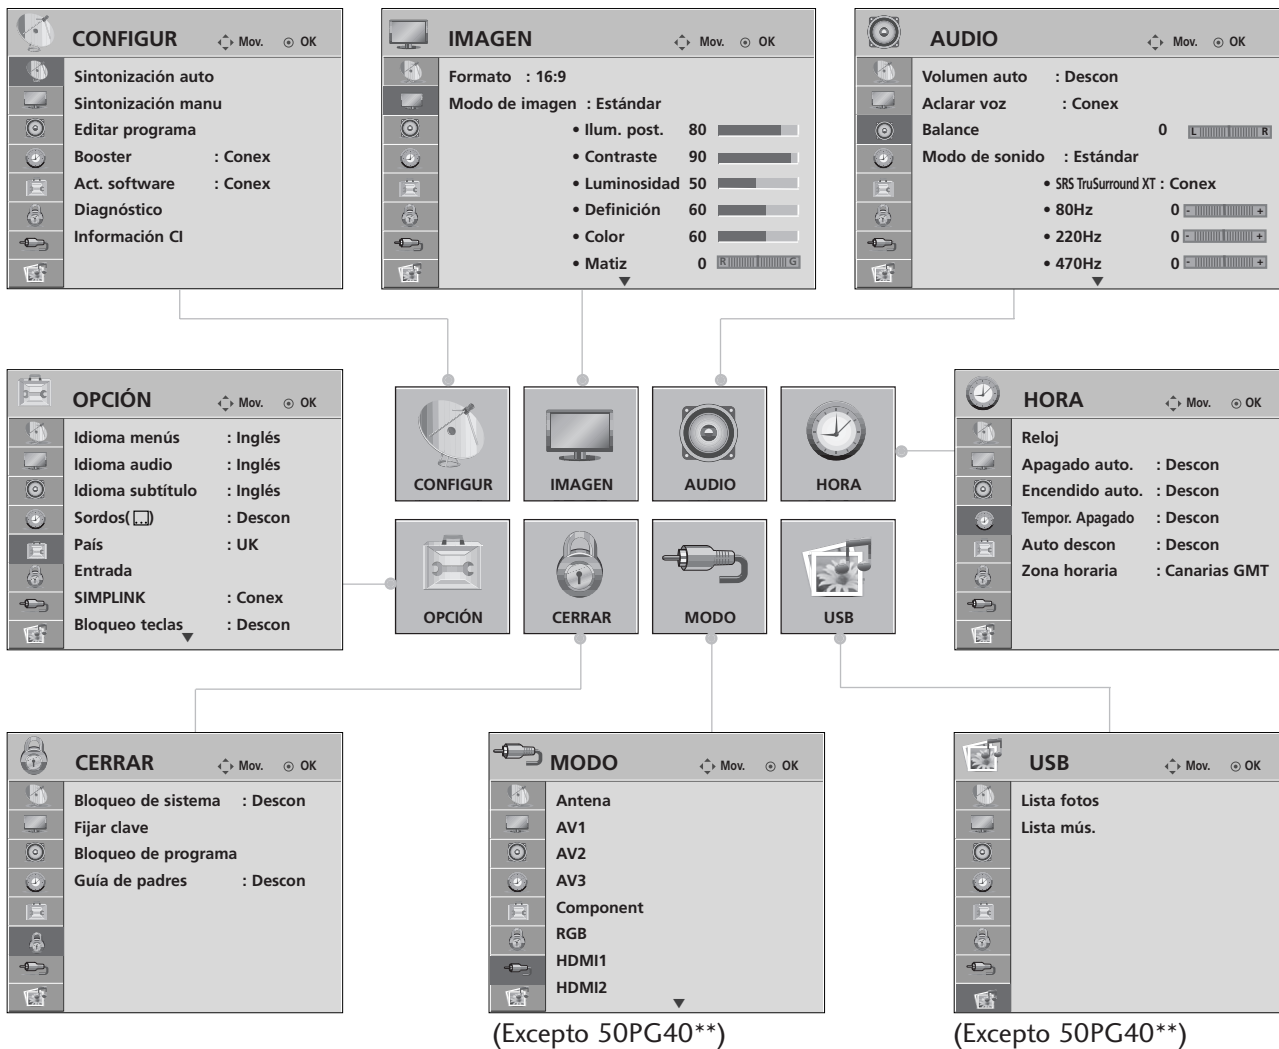 CONFIGUR Mov. OK
Sintonización auto
Sintonización manu
Editar programa
Booster : Conex
Act. software : Conex
Diagnóstico
Información CI
IMAGEN Mov. OK
Formato : 16:9
Modo de imagen : Estándar
• Ilum. post. 80
• Contraste 90
• Luminosidad 50
• Definición 60
• Color 60
• Matiz 0 R G
AUDIO Mov. OK
Volumen auto : Descon
Aclarar voz : Conex
Balance 0 L R
Modo de sonido : Estándar
• SRS TruSurround XT : Conex
• 80Hz 0 - +
• 220Hz 0 - +
• 470Hz 0 - +
OPCIÓN Mov. OK
Idioma menús : Inglés
Idioma audio : Inglés
Idioma subtítulo : Inglés
Sordos( ) : Descon
País : UK
Entrada
SIMPLINK : Conex
Bloqueo teclas : Descon
CONFIGUR
IMAGEN
AUDIO
HORA
OPCIÓN
CERRAR
MODO
USB
HORA Mov. OK
Reloj
Apagado auto. : Descon
Encendido auto. : Descon
Tempor. Apagado : Descon
Auto descon : Descon
Zona horaria : Canarias GMT
CERRAR Mov. OK
Bloqueo de sistema : Descon
Fijar clave
Bloqueo de programa
Guía de padres : Descon
MODO Mov. OK
Antena
AV1
AV2
AV3
Component
RGB
HDMI1
HDMI2
(Excepto 50PG40**)
USB Mov. OK
Lista fotos
Lista mús.
(Excepto 50PG40**)